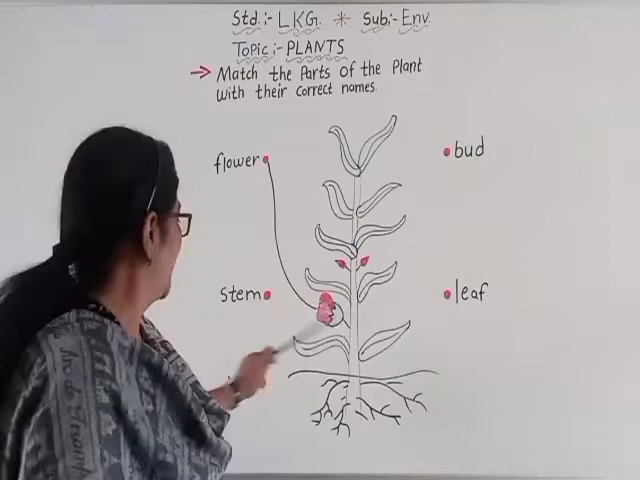 Std:- LKG. * Sub:- Env.
Topic:- PLANTS
→ Match the Parts of the Plant
with their correct names.
flower
bud
stem
leaf